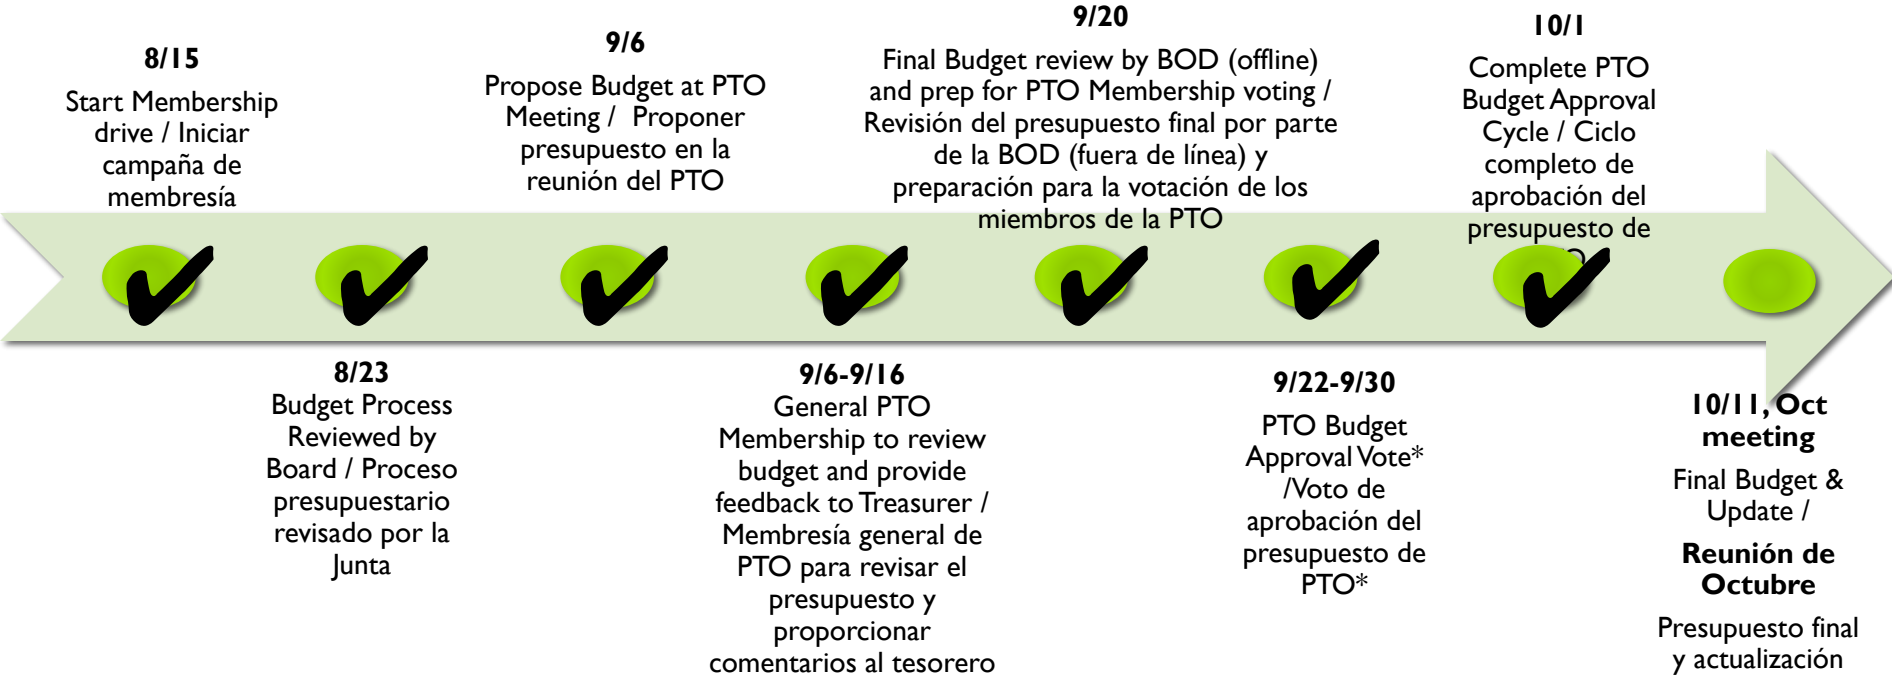 8/15
Start Membership
drive / Iniciar
campaña de
membresía
8/23
Budget Process
Reviewed by
Board / Proceso
presupuestario
revisado por la
Junta
9/6
Propose Budget at PTO
Meeting / Proponer
presupuesto en la
reunión del PTO
9/6-9/16
General PTO
Membership to review
budget and provide
feedback to Treasurer /
Membresía general de
PTO para revisar el
presupuesto y
proporcionar
comentarios al tesorero
9/20
Final Budget review by BOD (offline)
and prep for PTO Membership voting /
Revisión del presupuesto final por parte
de la BOD (fuera de línea) y
preparación para la votación de los
miembros de la PTO
9/22-9/30
PTO Budget
Approval Vote*
/Voto de
aprobación del
presupuesto de
PTO*
10/1
Complete PTO
Budget Approval
Cycle / Ciclo
completo de
aprobación del
presupuesto de
10/11, Oct
meeting
Final Budget &
Update /
Reunión de
Octubre
Presupuesto final
y actualización